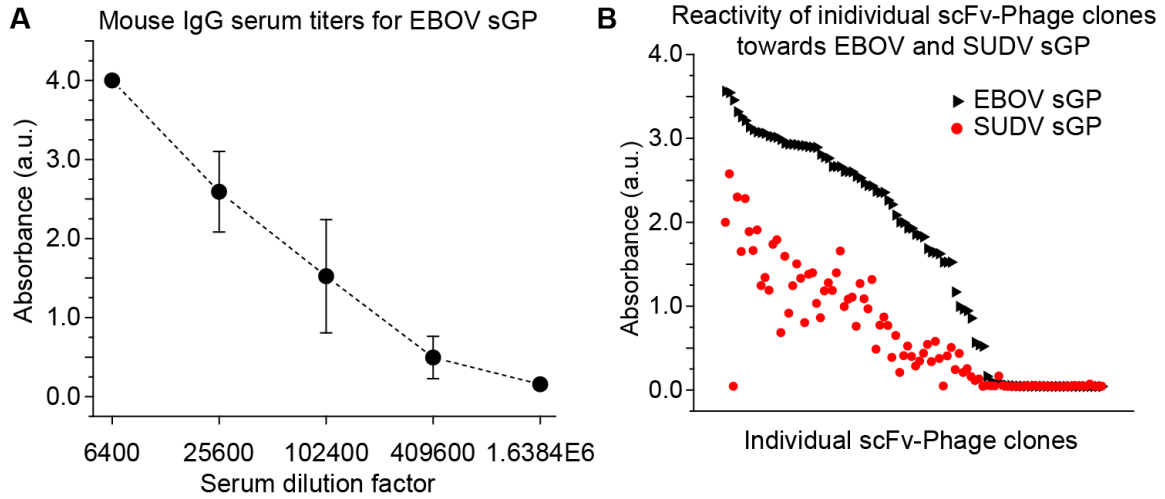 A
Mouse IgG serum titers for EBOV sGP
Absorbance (a.u.)
4.0
3.0
2.0
1.0
0.0
6400 25600 102400 409600 1.6384E6
Serum dilution factor
B
Reactivity of inidividual scFv-Phage clones
towards EBOV and SUDV sGP
EBOV sGP
SUDV sGP
Absorbance (a.u.)
4.0
3.0
2.0
1.0
0.0
Individual scFv-Phage clones